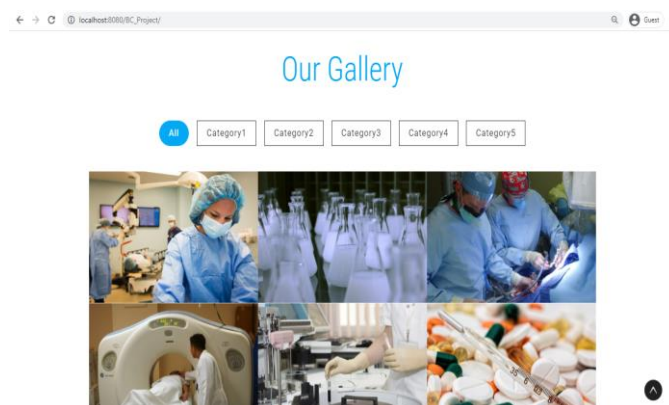 localhost:8080/BC_Project/
Guest
Our Gallery
All Category1 Category2 Category3 Category4 Category5